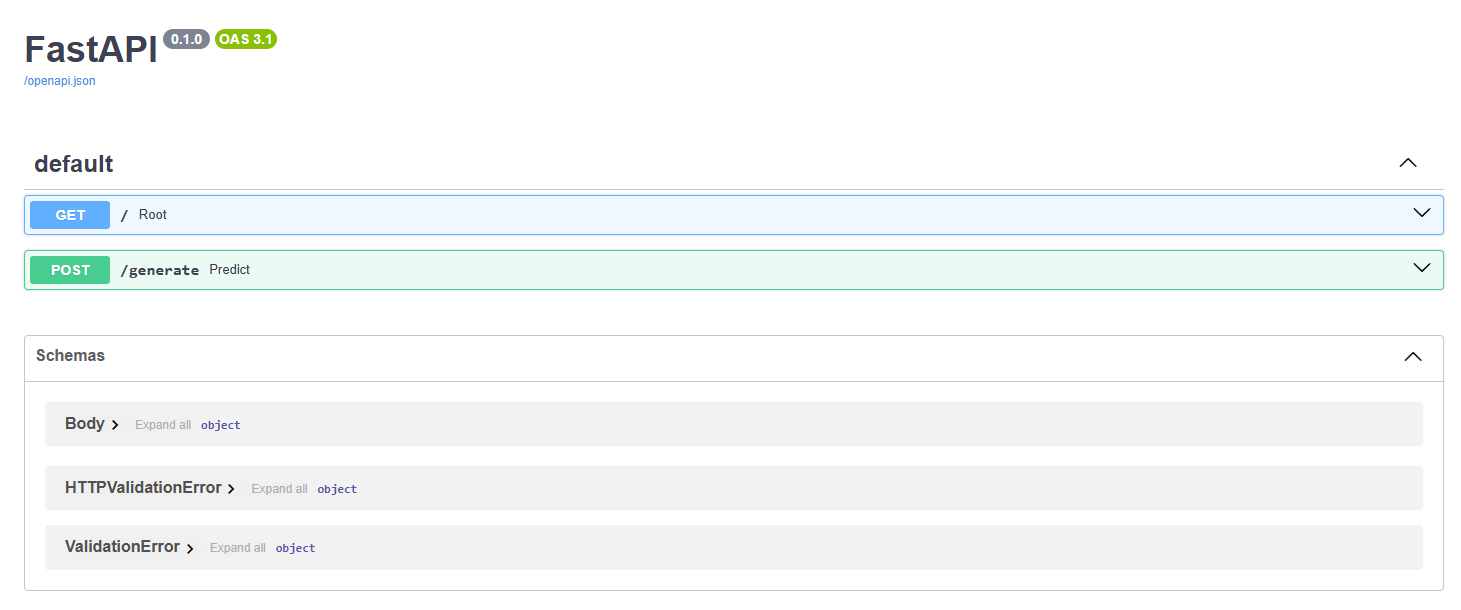 FastAPI 0.1.0 OAS 3.1
/openapi.json
default
GET / Root
POST /generate Predict
Schemas
Body Expand all object
HTTPValidationError Expand all object
ValidationError Expand all object